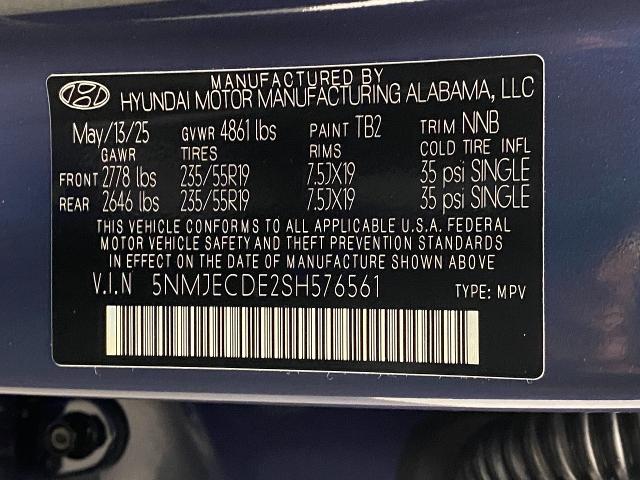 MANUFACTURED BY
HYUNDAI MOTOR MANUFACTURING ALABAMA, LLC
May/13/25 GVWR 4861 lbs PAINT TB2 TRIM NNB
GAWR TIRES RIMS COLD TIRE INFL
FRONT 2778 lbs 235/55R19 7.5JX19 35 psi SINGLE
REAR 2646 lbs 235/55R19 7.5JX19 35 psi SINGLE
THIS VEHICLE CONFORMS TO ALL APPLICABLE U.S.A. FEDERAL
MOTOR VEHICLE SAFETY AND THEFT PREVENTION STANDARDS
IN EFFECT ON THE DATE OF MANUFACTURE SHOWN ABOVE
V.I.N 5NMJECDE2SH576561 TYPE: MPV